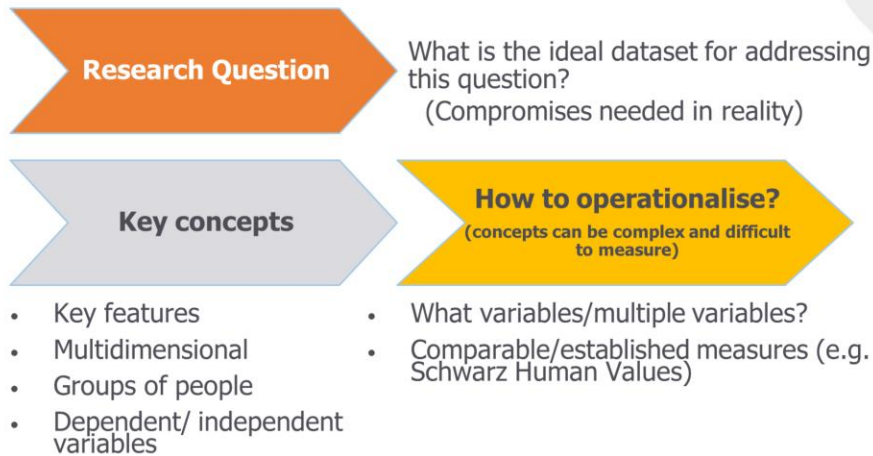 Research Question
What is the ideal dataset for addressing
this question?
(Compromises needed in reality)
Key concepts
How to operationalise?
(concepts can be complex and difficult
to measure)
• Key features
• Multidimensional
• Groups of people
• Dependent/ independent
variables
• What variables/multiple variables?
• Comparable/established measures (e.g.
Schwarz Human Values)